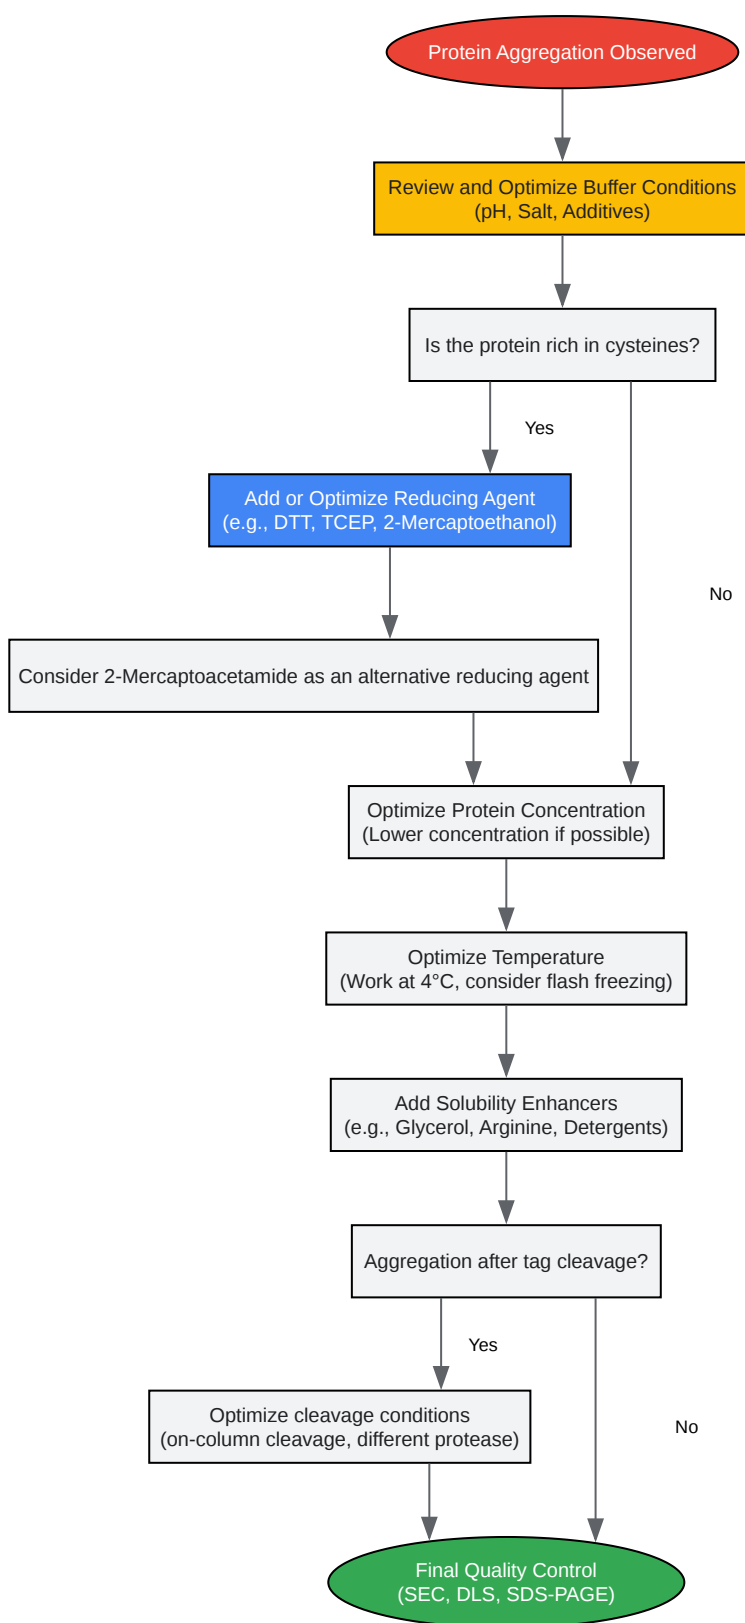 Protein Aggregation Observed
Review and Optimize Buffer Conditions
(pH, Salt, Additives)
Is the protein rich in cysteines?
Yes
Add or Optimize Reducing Agent
(e.g., DTT, TCEP, 2-Mercaptoethanol)
No
Consider 2-Mercaptoacetamide as an alternative reducing agent
Optimize Protein Concentration
(Lower concentration if possible)
Optimize Temperature
(Work at 4°C, consider flash freezing)
Add Solubility Enhancers
(e.g., Glycerol, Arginine, Detergents)
Aggregation after tag cleavage?
Yes
Optimize cleavage conditions
(on-column cleavage, different protease)
No
Final Quality Control
(SEC, DLS, SDS-PAGE)